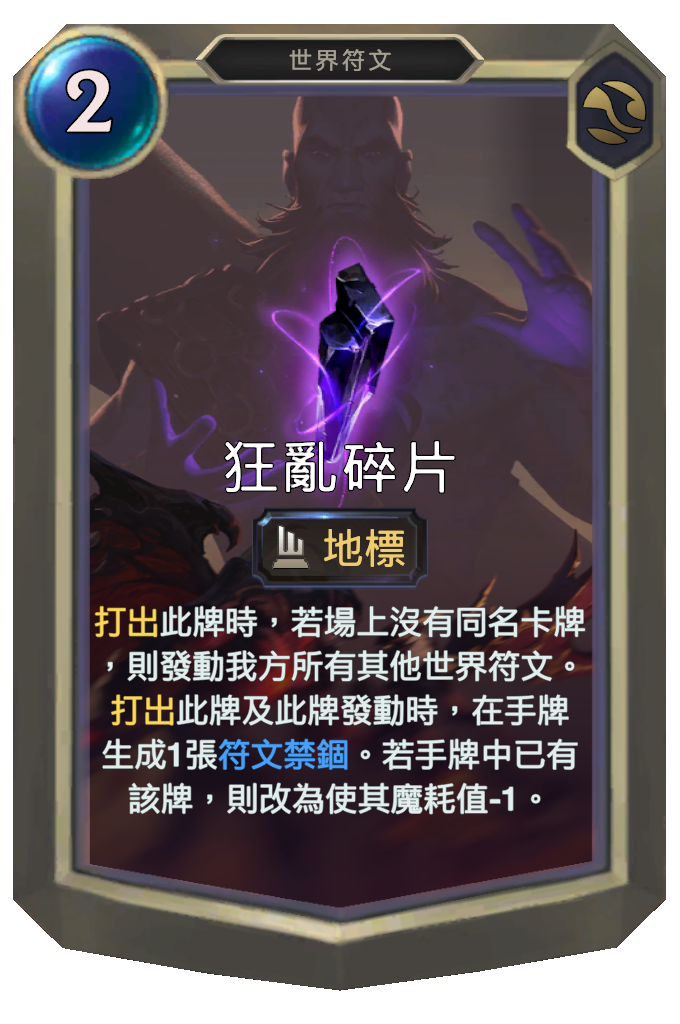 世界符文
2
狂亂碎片
地標
打出此牌時，若場上沒有同名卡牌
，則發動我方所有其他世界符文。
打出此牌及此牌發動時，在手牌
生成1張符文禁錮。若手牌中已有
該牌，則改為使其魔耗值-1。